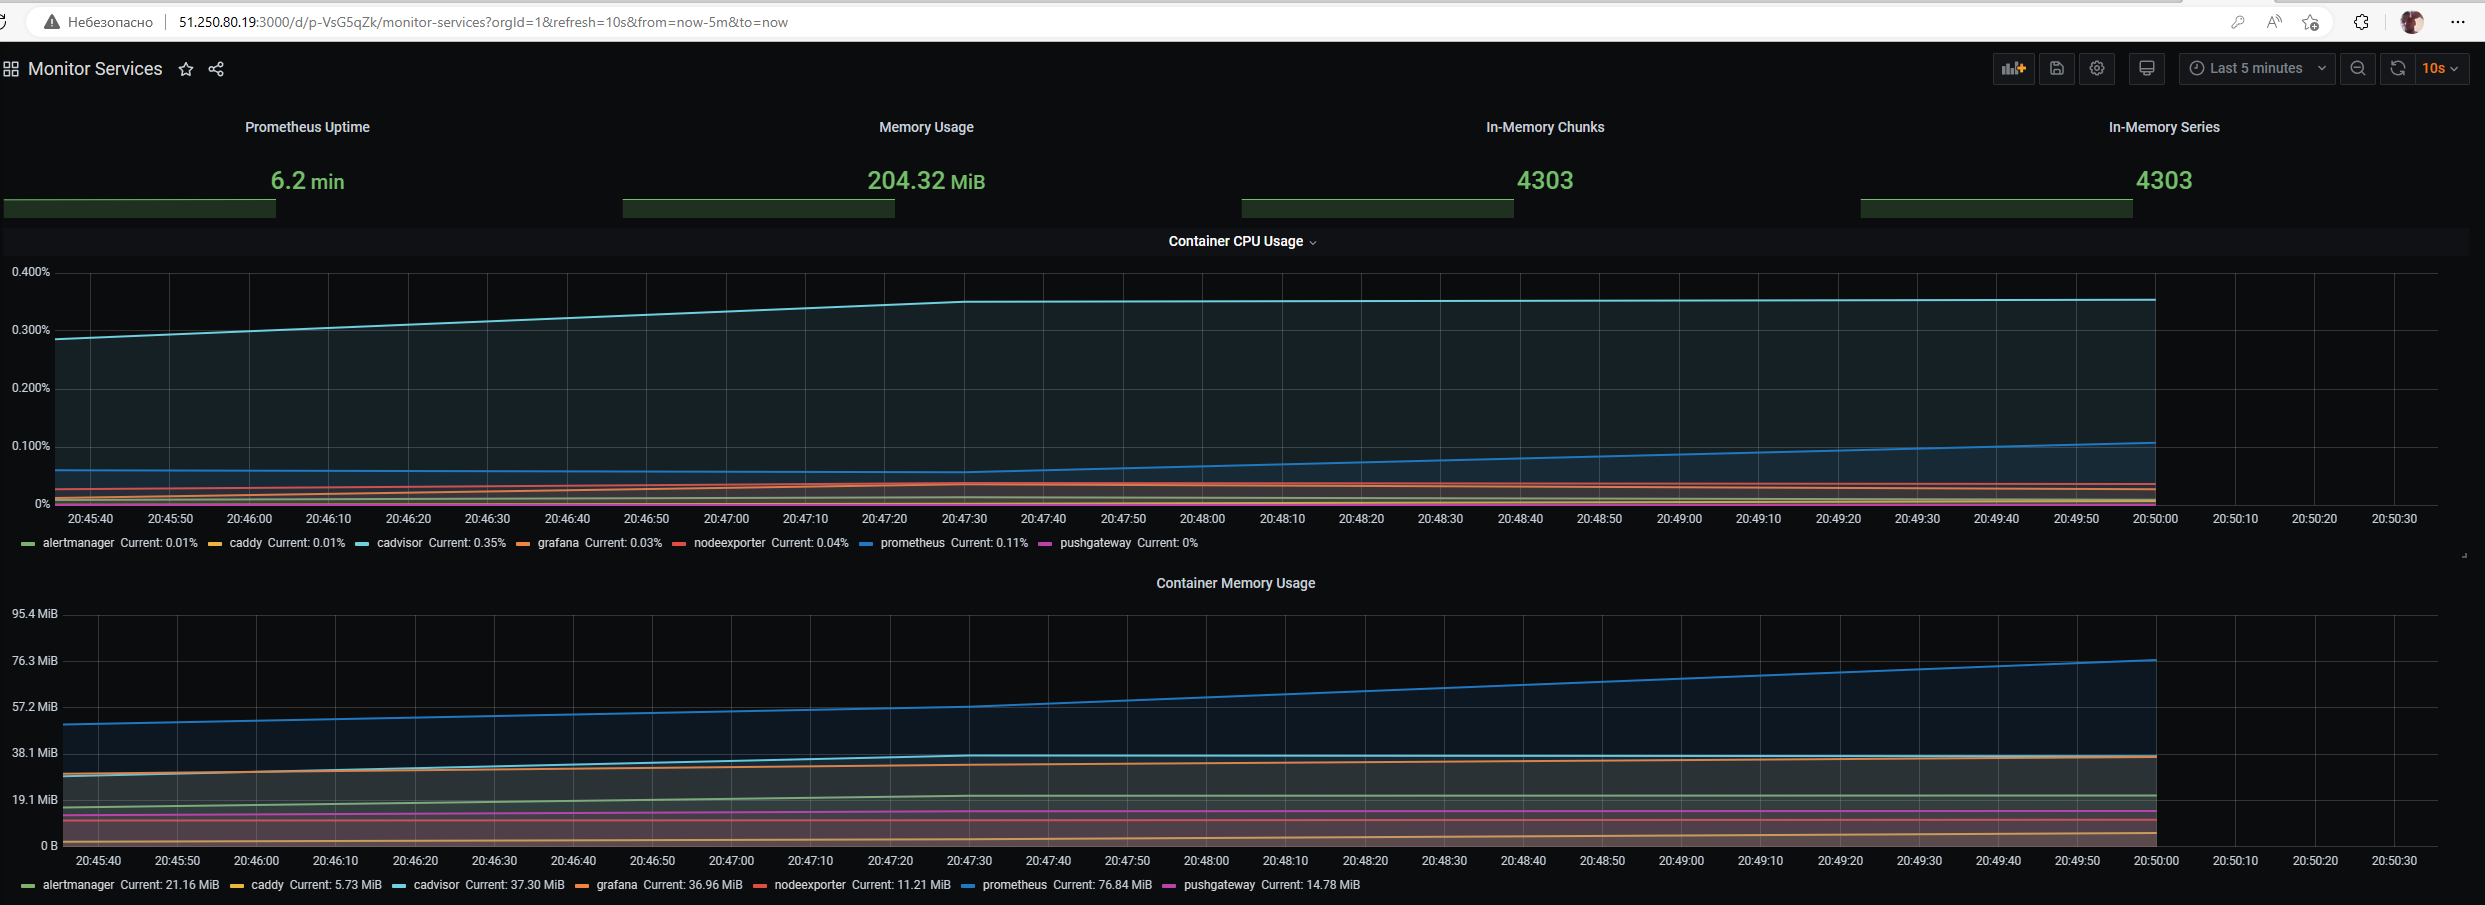 Небезопасно 51.250.80.19:3000/d/p-VsG5qZk/monitor-services?orgId=1&refresh=10s&from=now-5m&to=now
Monitor Services Last 5 minutes 10s
Prometheus Uptime Memory Usage In-Memory Chunks In-Memory Series
6.2 min 204.32 MiB 4303 4303
Container CPU Usage
0.400%
0.300%
0.200%
0.100%
0%
20:45:40 20:45:50 20:46:00 20:46:10 20:46:20 20:46:30 20:46:40 20:46:50 20:47:00 20:47:10 20:47:20 20:47:30 20:47:40 20:47:50 20:48:00 20:48:10 20:48:20 20:48:30 20:48:40 20:48:50 20:49:00 20:49:10 20:49:20 20:49:30 20:49:40 20:49:50 20:50:00 20:50:10 20:50:20 20:50:30
alertmanager Current: 0.01% caddy Current: 0.01% cadvisor Current: 0.35% grafana Current: 0.03% nodeexporter Current: 0.04% prometheus Current: 0.11% pushgateway Current: 0%
Container Memory Usage
95.4 MiB
76.3 MiB
57.2 MiB
38.1 MiB
19.1 MiB
0 B
20:45:40 20:45:50 20:46:00 20:46:10 20:46:20 20:46:30 20:46:40 20:46:50 20:47:00 20:47:10 20:47:20 20:47:30 20:47:40 20:47:50 20:48:00 20:48:10 20:48:20 20:48:30 20:48:40 20:48:50 20:49:00 20:49:10 20:49:20 20:49:30 20:49:40 20:49:50 20:50:00 20:50:10 20:50:20 20:50:30
alertmanager Current: 21.16 MiB caddy Current: 5.73 MiB cadvisor Current: 37.30 MiB grafana Current: 36.96 MiB nodeexporter Current: 11.21 MiB prometheus Current: 76.84 MiB pushgateway Current: 14.78 MiB